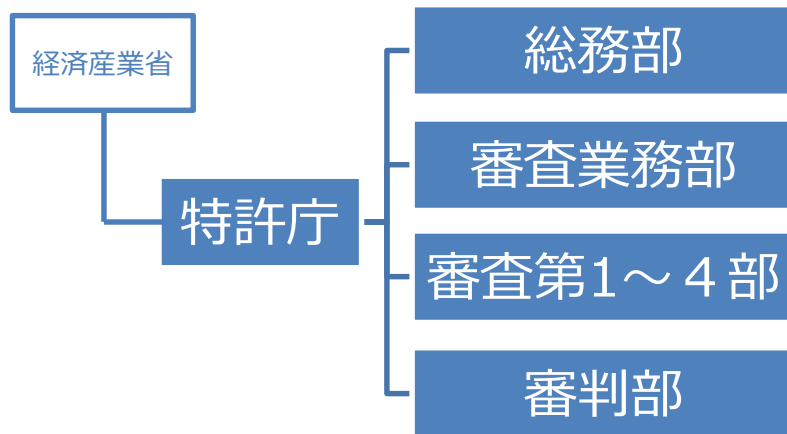 経済産業省
特許庁
総務部
審査業務部
審査第1～４部
審判部